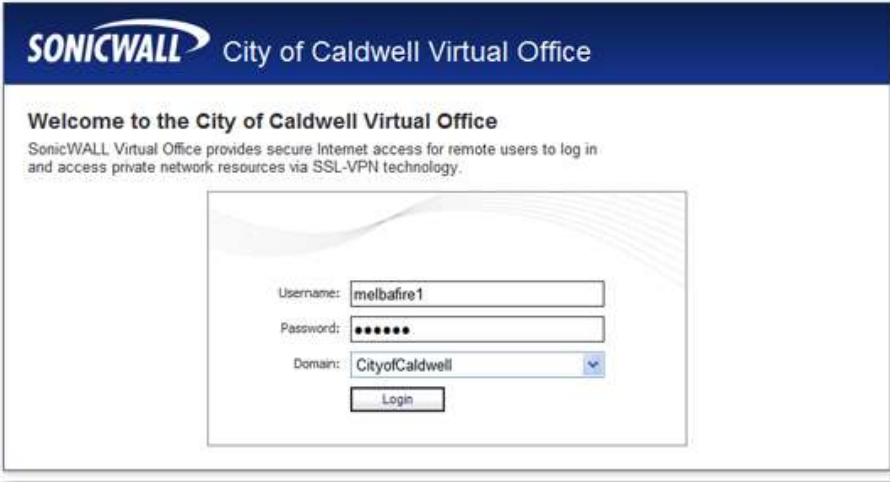 SONICWALL City of Caldwell Virtual Office
Welcome to the City of Caldwell Virtual Office
SonicWALL Virtual Office provides secure Internet access for remote users to log in
and access private network resources via SSL-VPN technology.
Username: melbafire1
Password: ●●●●●●
Domain: CityofCaldwell
Login